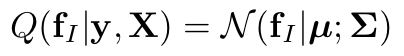 Q(𝐟_I|𝐲, 𝐗) = 𝒩(𝐟_I|𝝁; 𝚺)